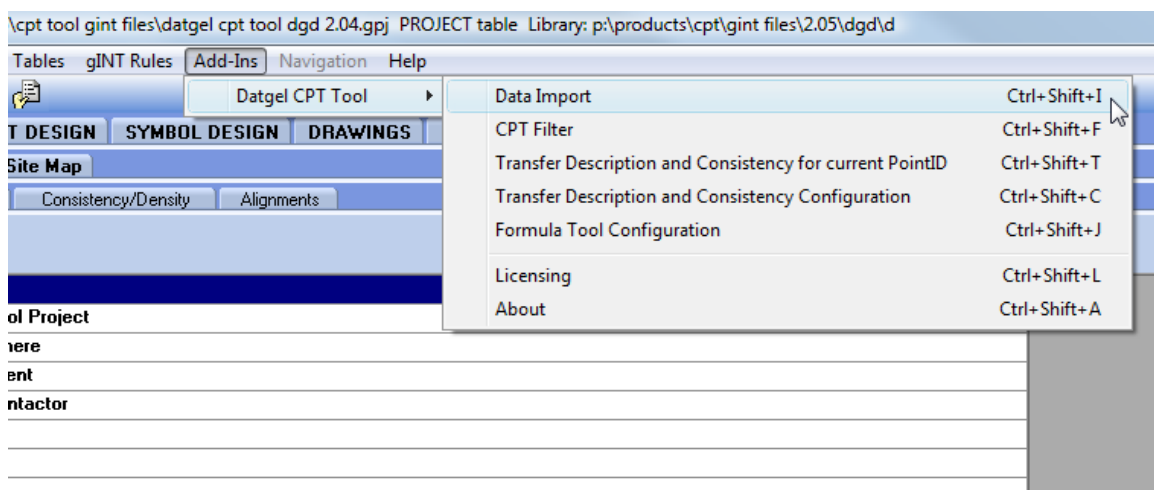 \cpt tool gint files\datgel cpt tool dgd 2.04.gpj PROJECT table Library: p:\products\cpt\gint files\2.05\dgd\d
Tables gINT Rules Add-Ins Navigation Help
Datgel CPT Tool
Data Import Ctrl+Shift+I
CPT Filter Ctrl+Shift+F
Transfer Description and Consistency for current PointID Ctrl+Shift+T
Transfer Description and Consistency Configuration Ctrl+Shift+C
Formula Tool Configuration Ctrl+Shift+J
Licensing Ctrl+Shift+L
About Ctrl+Shift+A
T DESIGN SYMBOL DESIGN DRAWINGS
Site Map
Consistency/Density Alignments
ol Project
here
ent
ntactor